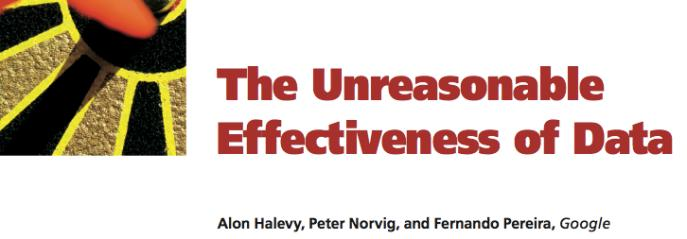 The Unreasonable
Effectiveness of Data
Alon Halevy, Peter Norvig, and Fernando Pereira, Google